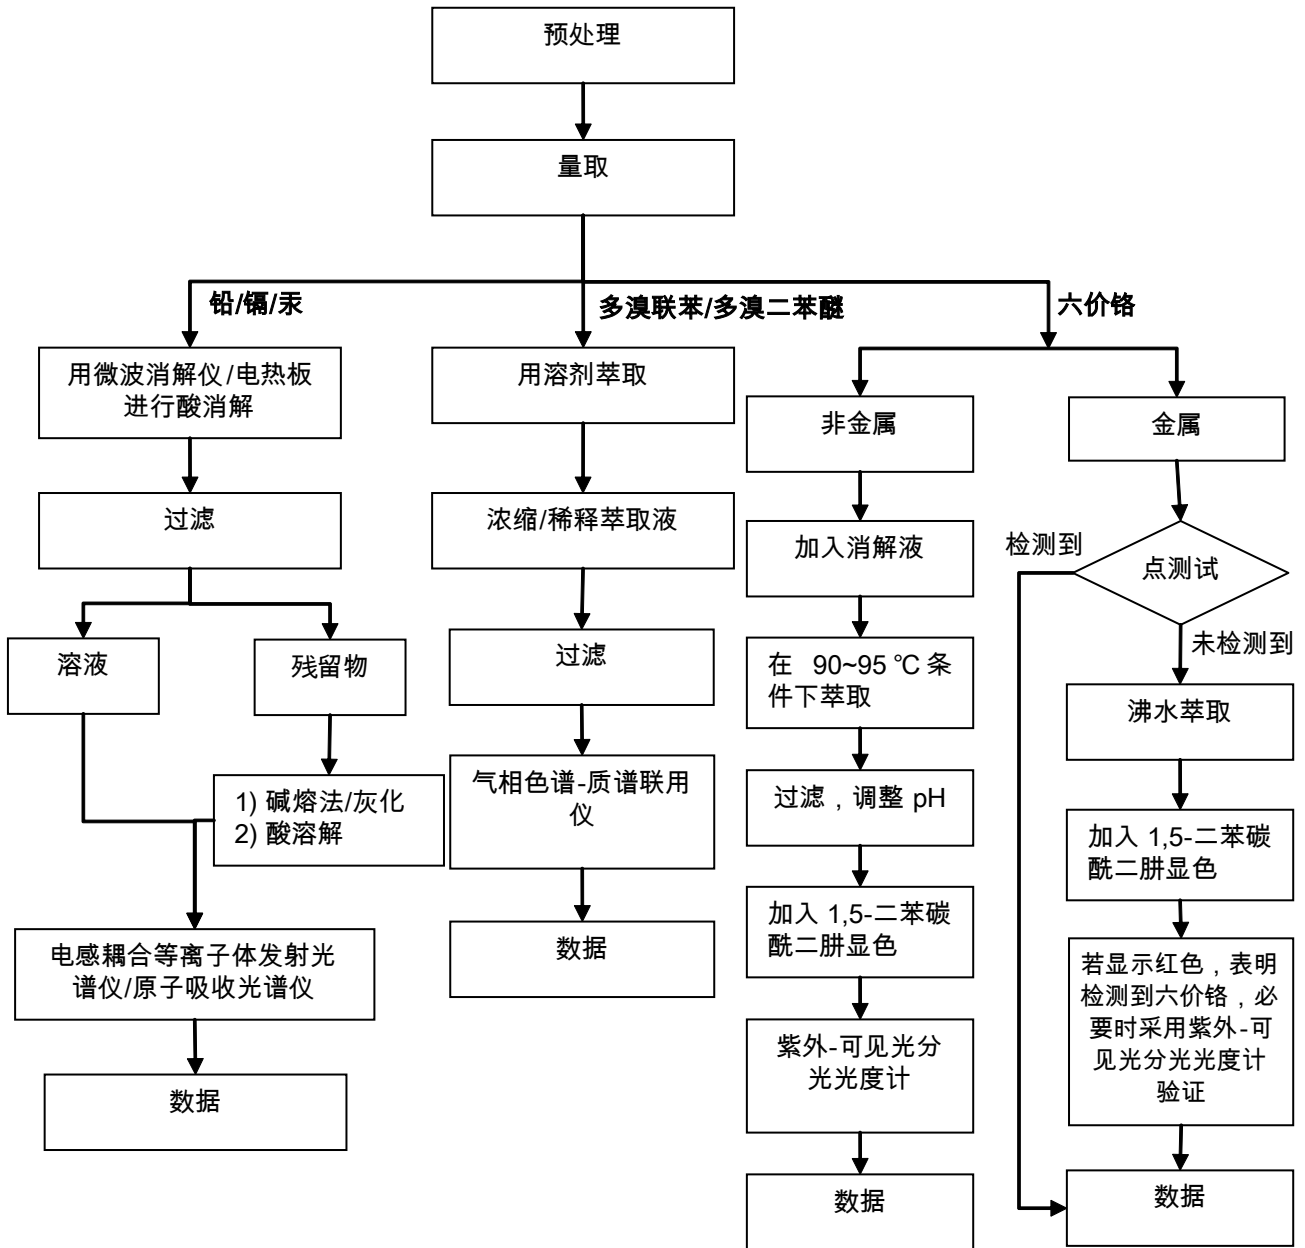 预处理
量取
铅/镉/汞
多溴联苯/多溴二苯醚
六价铬
用微波消解仪/电热板
进行酸消解
过滤
溶液
残留物
1) 碱熔法/灰化
2) 酸溶解
电感耦合等离子体发射光
谱仪/原子吸收光谱仪
数据
用溶剂萃取
浓缩/稀释萃取液
过滤
气相色谱-质谱联用
仪
数据
非金属
加入消解液
在 90~95 ℃ 条
件下萃取
过滤，调整 pH
加入 1,5-二苯碳
酰二肼显色
紫外-可见光分
光光度计
数据
金属
点测试
检测到
未检测到
沸水萃取
加入 1,5-二苯碳
酰二肼显色
若显示红色，表明
检测到六价铬，必
要时采用紫外-可
见光分光光度计
验证
数据